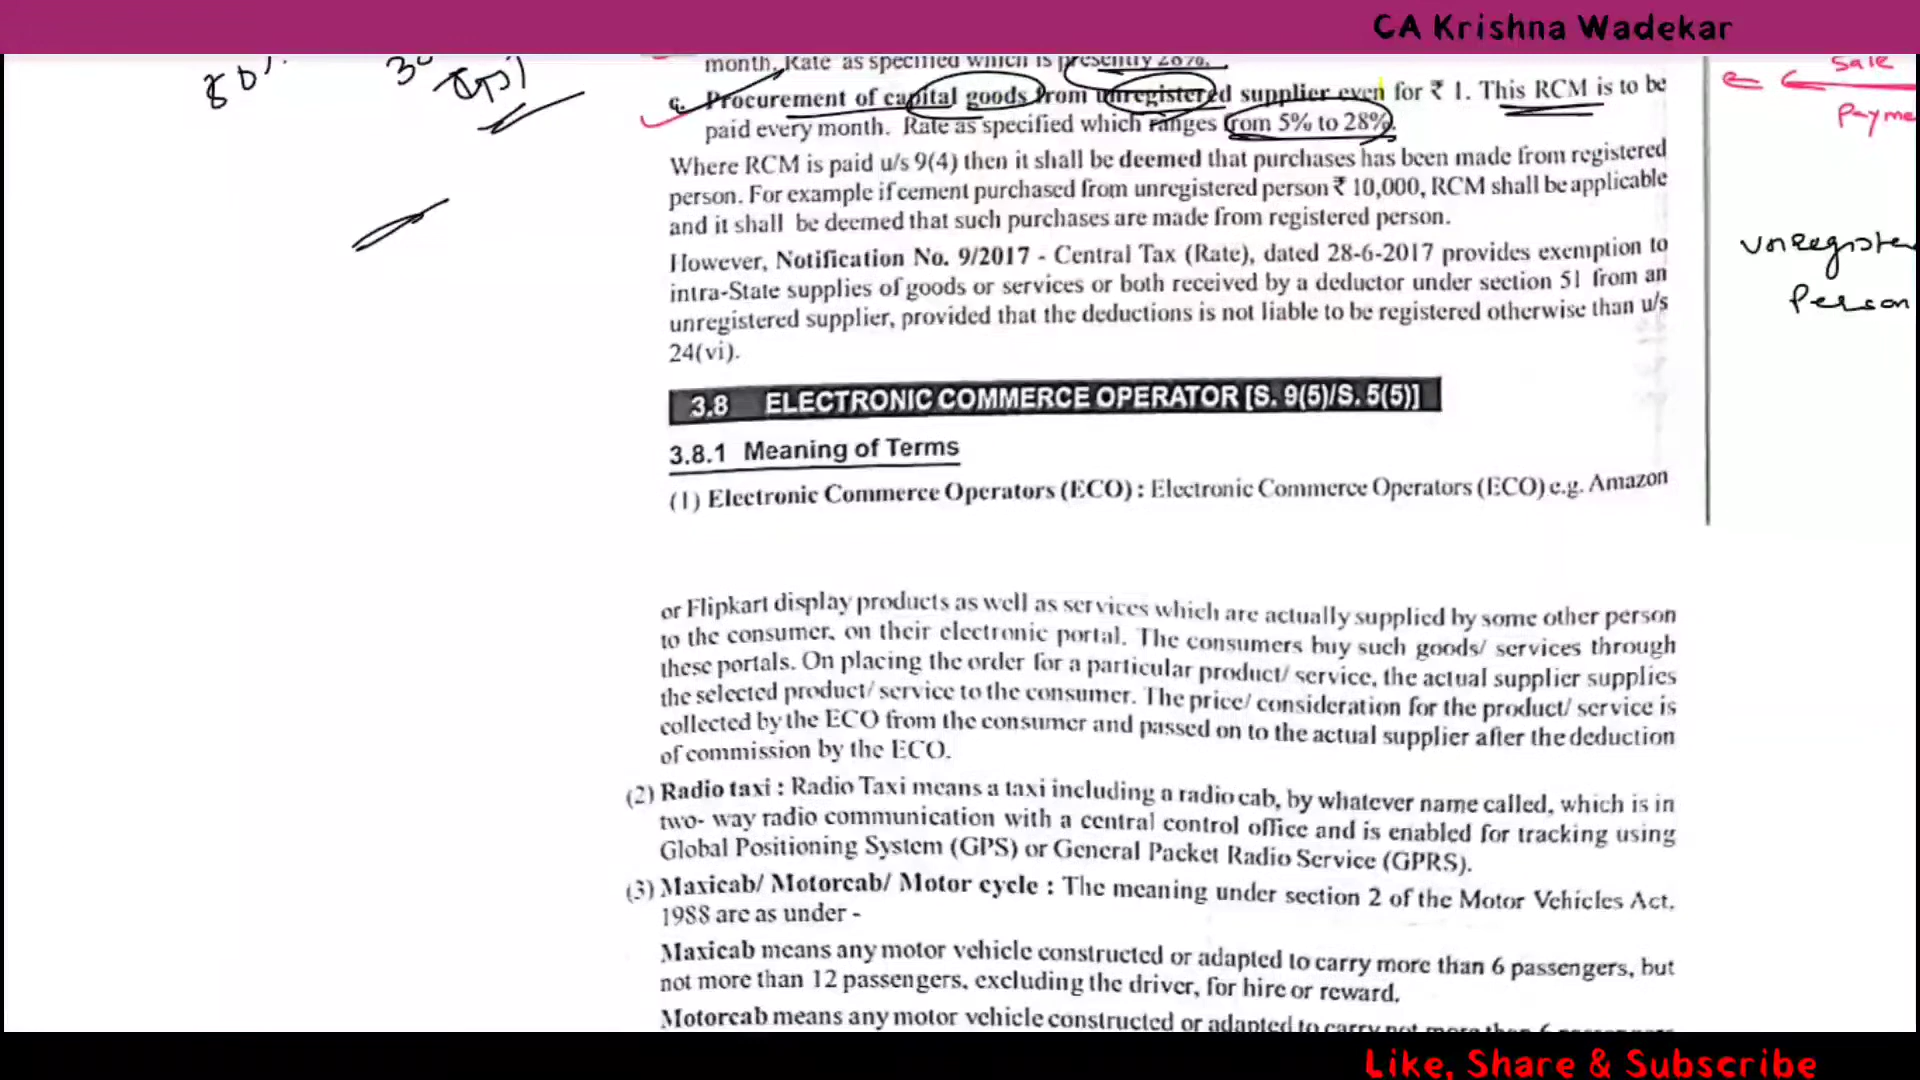 CA Krishna Wadekar
month. Rate as specified which is presently 28%.
80%
Sale
c. Procurement of capital goods from unregistered supplier even for ₹ 1. This RCM is to be
Payme
paid every month. Rate as specified which ranges from 5% to 28%.
Where RCM is paid u/s 9(4) then it shall be deemed that purchases has been made from registered
person. For example if cement purchased from unregistered person ₹ 10,000, RCM shall be applicable
and it shall be deemed that such purchases are made from registered person.
However, Notification No. 9/2017 - Central Tax (Rate), dated 28-6-2017 provides exemption to
intra-State supplies of goods or services or both received by a deductor under section 51 from an
unregistered supplier, provided that the deductions is not liable to be registered otherwise than u/s
24(vi).
unRegistere
Person
3.8 ELECTRONIC COMMERCE OPERATOR [S. 9(5)/S. 5(5)]
3.8.1 Meaning of Terms
(1) Electronic Commerce Operators (ECO) : Electronic Commerce Operators (ECO) e.g. Amazon
or Flipkart display products as well as services which are actually supplied by some other person
to the consumer, on their electronic portal. The consumers buy such goods/ services through
these portals. On placing the order for a particular product/ service, the actual supplier supplies
the selected product/ service to the consumer. The price/ consideration for the product/ service is
collected by the ECO from the consumer and passed on to the actual supplier after the deduction
of commission by the ECO.
(2) Radio taxi : Radio Taxi means a taxi including a radio cab, by whatever name called, which is in
two- way radio communication with a central control office and is enabled for tracking using
Global Positioning System (GPS) or General Packet Radio Service (GPRS).
(3) Maxicab/ Motorcab/ Motor cycle : The meaning under section 2 of the Motor Vehicles Act,
1988 are as under -
Maxicab means any motor vehicle constructed or adapted to carry more than 6 passengers, but
not more than 12 passengers, excluding the driver, for hire or reward.
Motorcab means any motor vehicle constructed or adapted to carry not more than 6 passengers
Like, Share & Subscribe